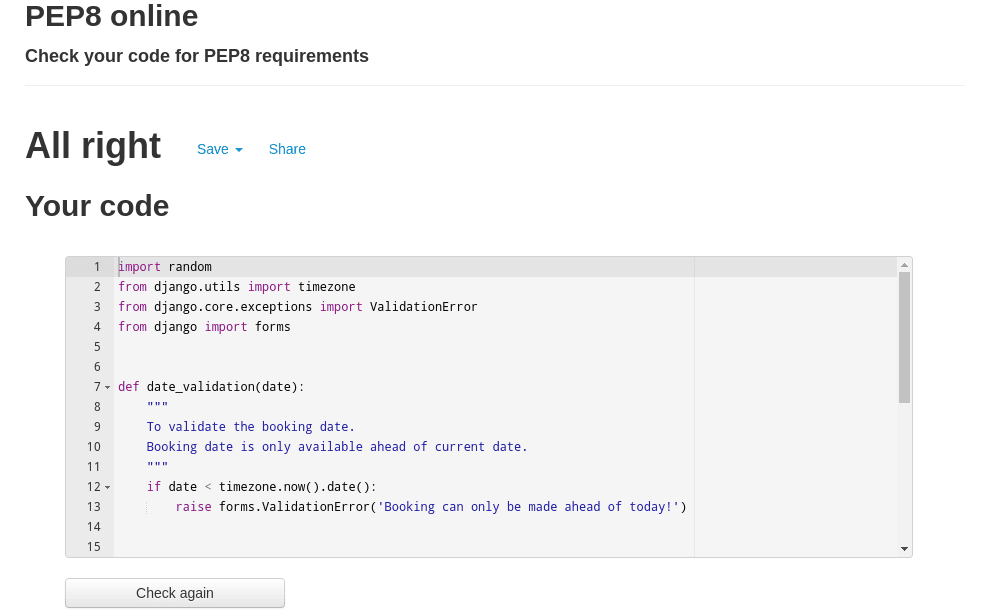 PEP8 online
Check your code for PEP8 requirements
All right Save Share
Your code
1 import random
2 from django.utils import timezone
3 from django.core.exceptions import ValidationError
4 from django import forms
5
6
7 def date_validation(date):
8 """
9 To validate the booking date.
10 Booking date is only available ahead of current date.
11 """
12 if date < timezone.now().date():
13 raise forms.ValidationError('Booking can only be made ahead of today!')
14
15
Check again